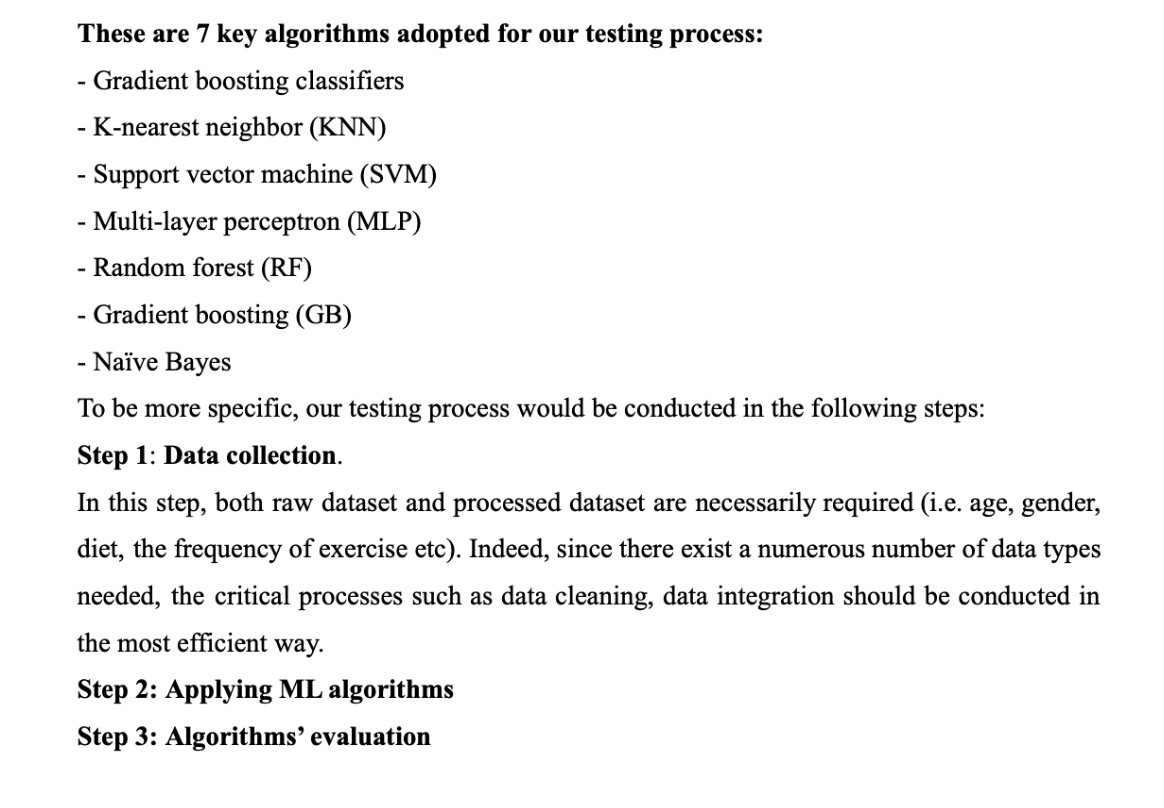 These are 7 key algorithms adopted for our testing process:
- Gradient boosting classifiers
- K-nearest neighbor (KNN)
- Support vector machine (SVM)
- Multi-layer perceptron (MLP)
- Random forest (RF)
- Gradient boosting (GB)
- Naïve Bayes
To be more specific, our testing process would be conducted in the following steps:
Step 1: Data collection.
In this step, both raw dataset and processed dataset are necessarily required (i.e. age, gender,
diet, the frequency of exercise etc). Indeed, since there exist a numerous number of data types
needed, the critical processes such as data cleaning, data integration should be conducted in
the most efficient way.
Step 2: Applying ML algorithms
Step 3: Algorithms’ evaluation